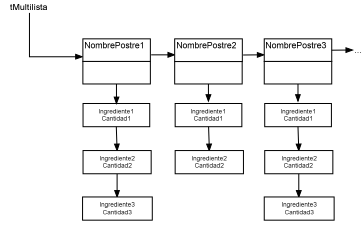 tMultilista
NombrePostre1 NombrePostre2 NombrePostre3
...
Ingrediente1 Ingrediente1 Ingrediente1
Cantidad1 Cantidad1 Cantidad1
Ingrediente2 Ingrediente2 Ingrediente2
Cantidad2 Cantidad2 Cantidad2
Ingrediente3 Ingrediente3
Cantidad3 Cantidad3